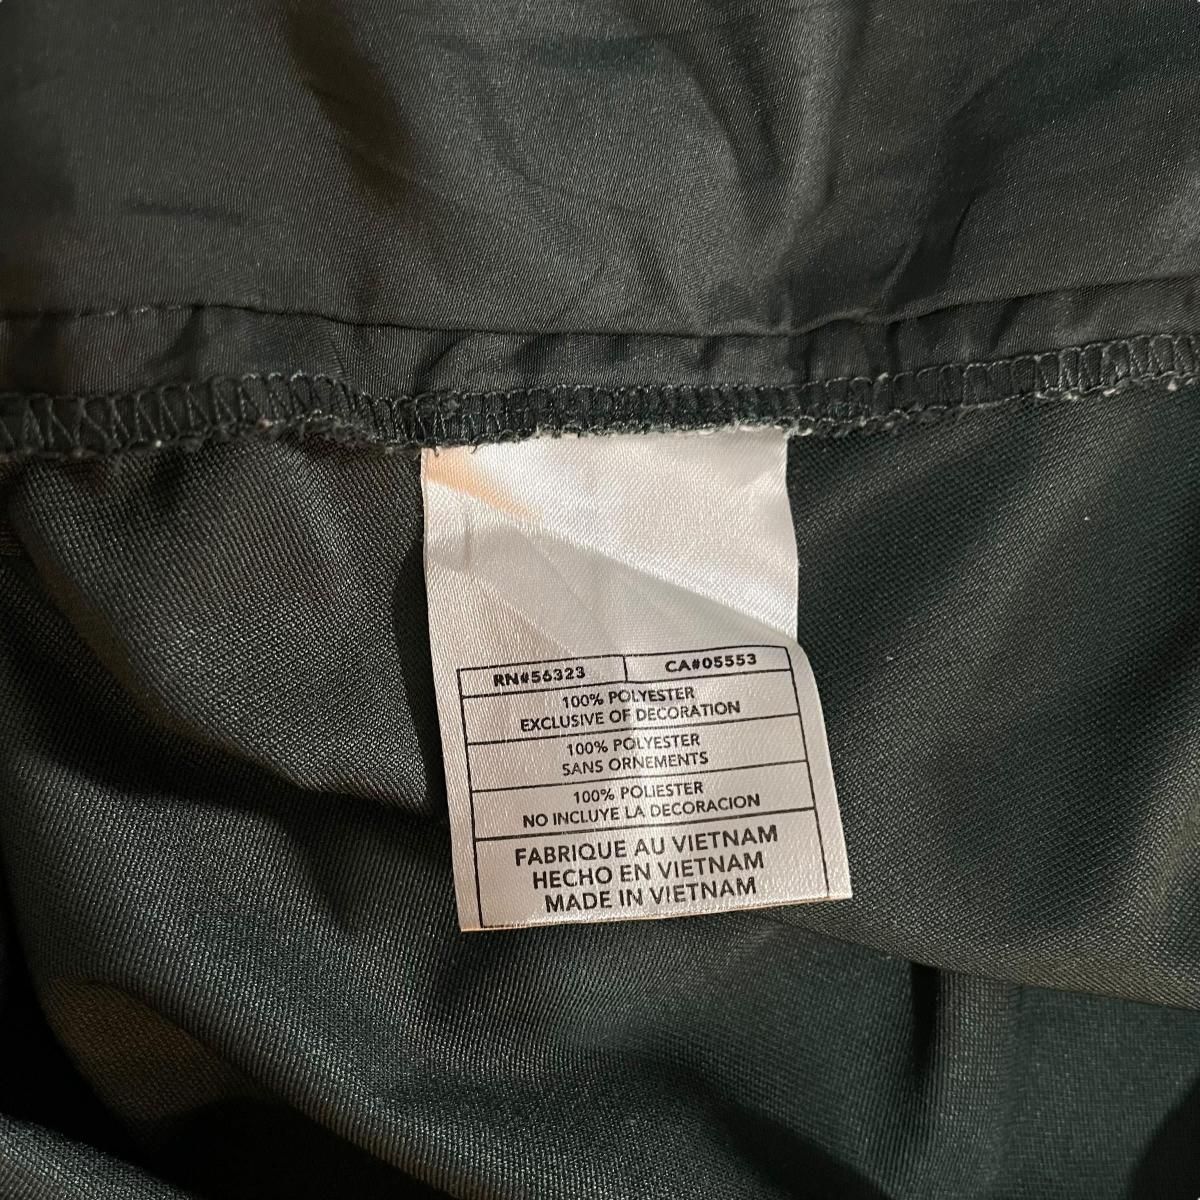 RN#56323 CA#05553
100% POLYESTER
EXCLUSIVE OF DECORATION
100% POLYESTER
SANS ORNEMENTS
100% POLIESTER
NO INCLUYE LA DECORACION
FABRIQUE AU VIETNAM
HECHO EN VIETNAM
MADE IN VIETNAM